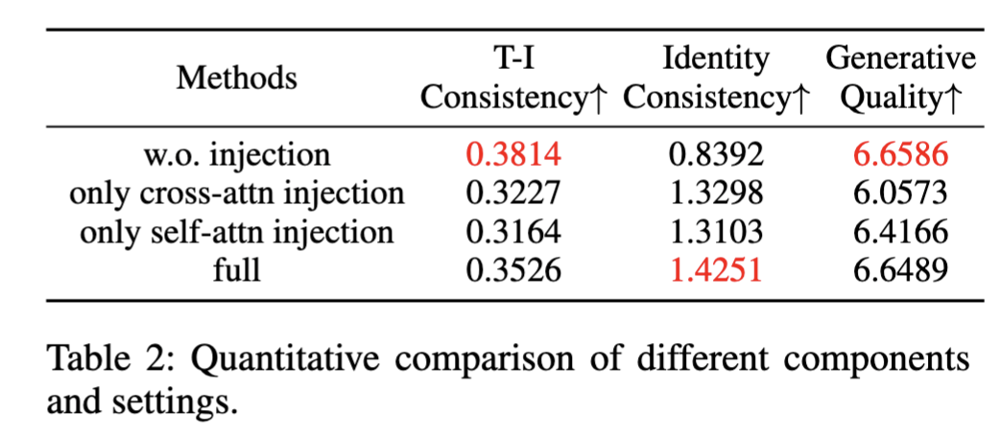 Methods T-I Consistency↑ Identity Consistency↑ Generative Quality↑
w.o. injection 0.3814 0.8392 6.6586
only cross-attn injection 0.3227 1.3298 6.0573
only self-attn injection 0.3164 1.3103 6.4166
full 0.3526 1.4251 6.6489
Table 2: Quantitative comparison of different components
and settings.